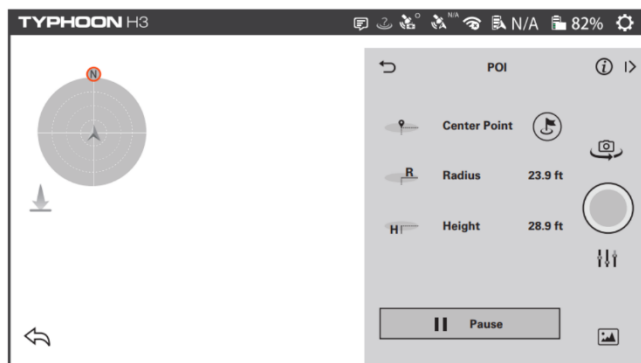 TYPHOON H3
N/A N/A 82%
N
POI
Center Point
R Radius 23.9 ft
H Height 28.9 ft
Pause